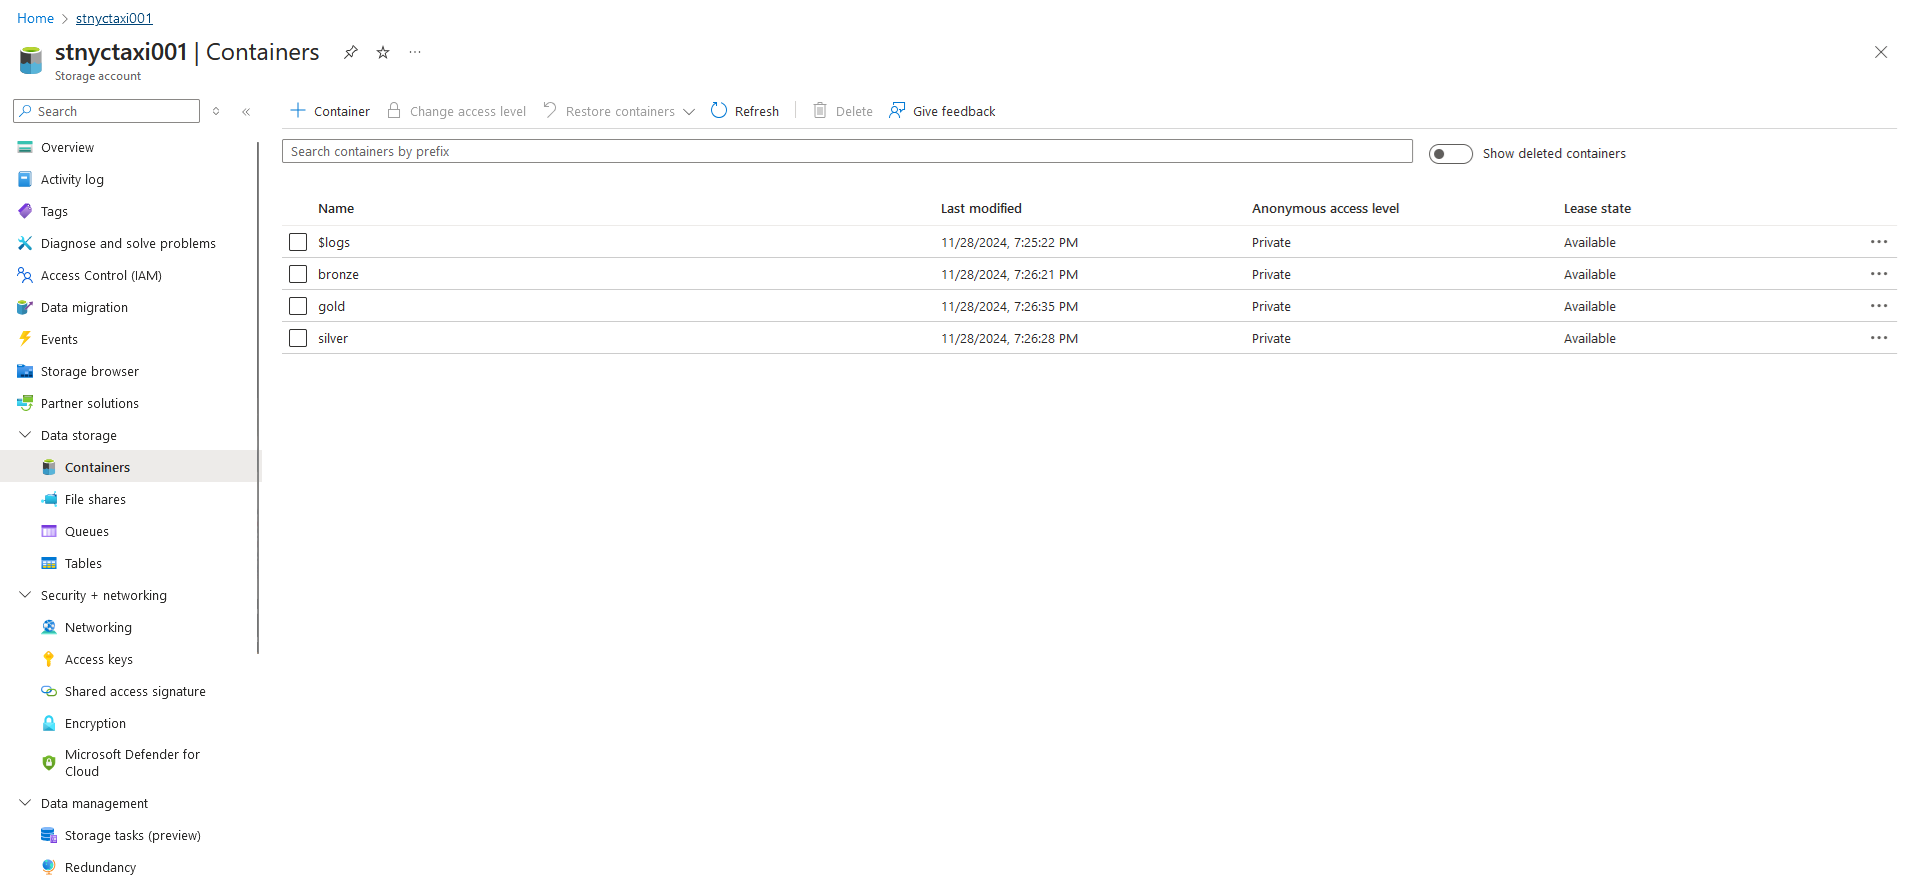 Home > stnyctaxi001
stnyctaxi001 | Containers ...
Storage account
Search
Container Change access level Restore containers Refresh Delete Give feedback
Search containers by prefix
Show deleted containers
Name Last modified Anonymous access level Lease state
$logs 11/28/2024, 7:25:22 PM Private Available
bronze 11/28/2024, 7:26:21 PM Private Available
gold 11/28/2024, 7:26:35 PM Private Available
silver 11/28/2024, 7:26:28 PM Private Available
Overview
Activity log
Tags
Diagnose and solve problems
Access Control (IAM)
Data migration
Events
Storage browser
Partner solutions
Data storage
Containers
File shares
Queues
Tables
Security + networking
Networking
Access keys
Shared access signature
Encryption
Microsoft Defender for
Cloud
Data management
Storage tasks (preview)
Redundancy